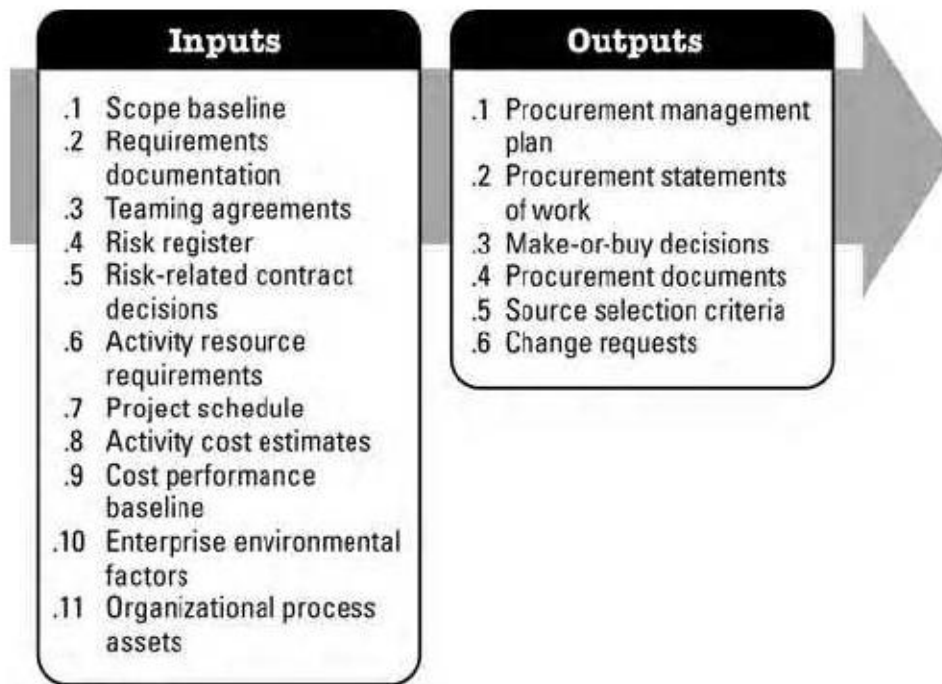 Inputs
.1 Scope baseline
.2 Requirements
documentation
.3 Teaming agreements
.4 Risk register
.5 Risk-related contract
decisions
.6 Activity resource
requirements
.7 Project schedule
.8 Activity cost estimates
.9 Cost performance
baseline
.10 Enterprise environmental
factors
.11 Organizational process
assets
Outputs
.1 Procurement management
plan
.2 Procurement statements
of work
.3 Make-or-buy decisions
.4 Procurement documents
.5 Source selection criteria
.6 Change requests